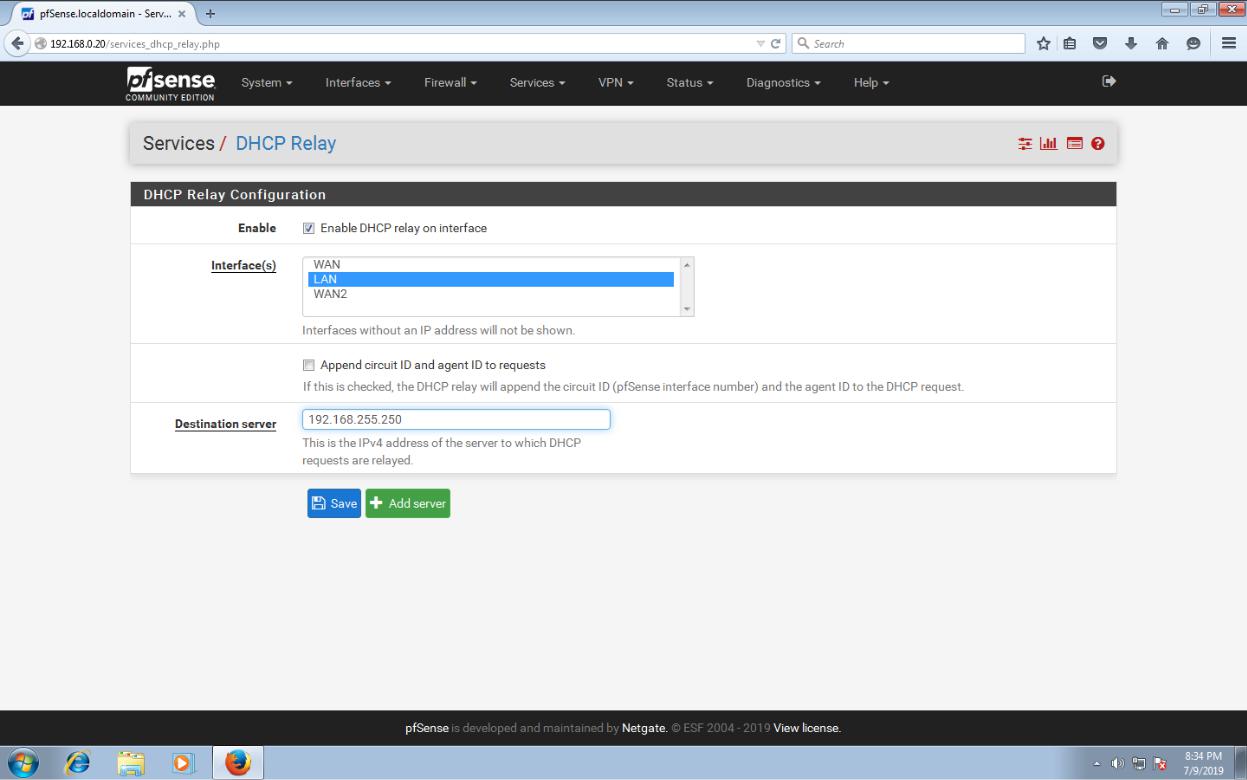 pfSense.localdomain - Serv...
192.168.0.20/services_dhcp_relay.php
Search
pfsense
COMMUNITY EDITION
System
Interfaces
Firewall
Services
VPN
Status
Diagnostics
Help
Services / DHCP Relay
DHCP Relay Configuration
Enable
Enable DHCP relay on interface
Interface(s)
WAN
LAN
WAN2
Interfaces without an IP address will not be shown.
Append circuit ID and agent ID to requests
If this is checked, the DHCP relay will append the circuit ID (pfSense interface number) and the agent ID to the DHCP request.
Destination server
192.168.255.250
This is the IPv4 address of the server to which DHCP
requests are relayed.
Save
Add server
pfSense is developed and maintained by Netgate. © ESF 2004 - 2019 View license.
8:34 PM
7/9/2019